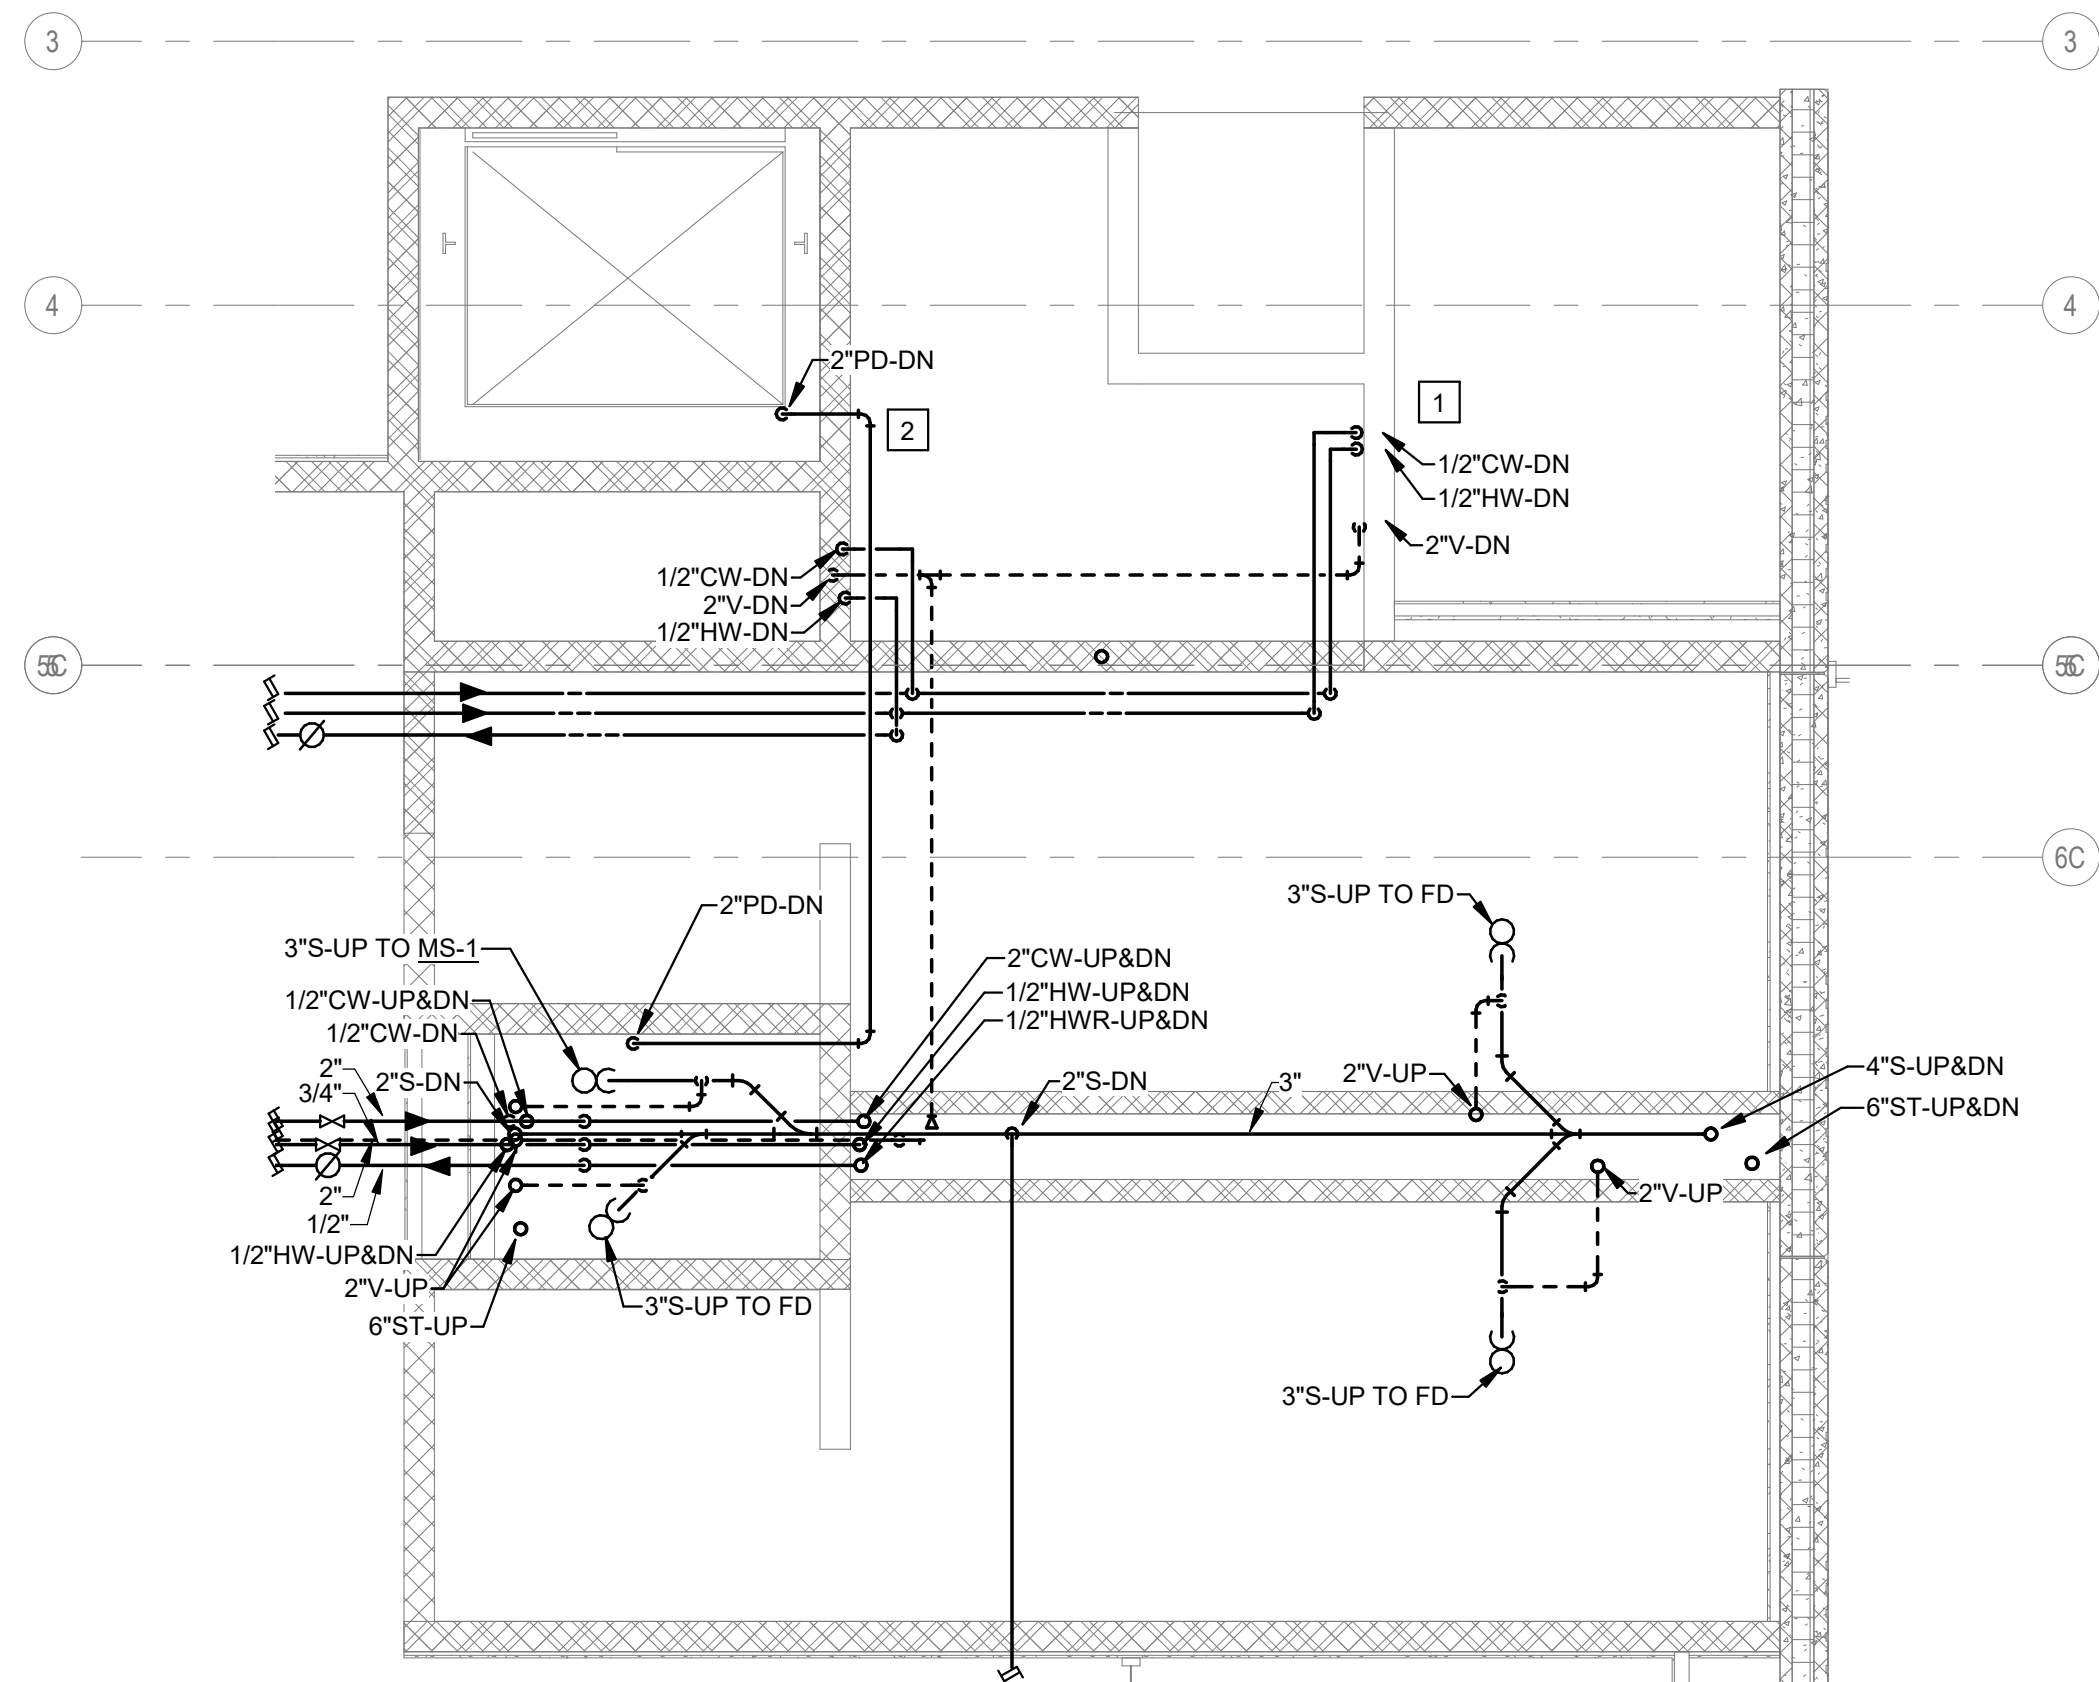 3
3
4
4
2"PD-DN
1
2
1/2"CW-DN
1/2"HW-DN
2"V-DN
1/2"CW-DN
2"V-DN
1/2"HW-DN
6C
3"S-UP TO FD
2"PD-DN
3"S-UP TO MS-1
2"CW-UP&DN
1/2"HW-UP&DN
1/2"HWR-UP&DN
1/2"CW-UP&DN
1/2"CW-DN
2"
2"S-DN
3/4"
2"S-DN
3"
2"V-UP
4"S-UP&DN
6"ST-UP&DN
2"
1/2"
2"V-UP
1/2"HW-UP&DN
2"V-UP
6"ST-UP
3"S-UP TO FD
3"S-UP TO FD